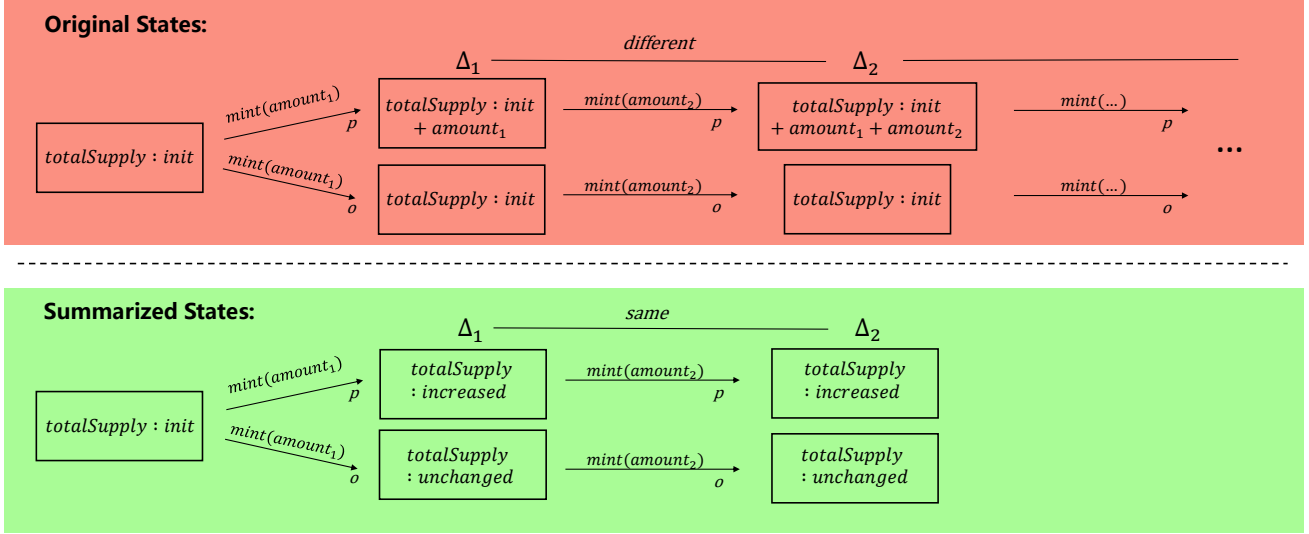 Original States:
different
Δ₁
Δ₂
mint(amount₁)
p
totalSupply : init
+ amount₁
mint(amount₂)
p
totalSupply : init
+ amount₁ + amount₂
mint(...)
p
totalSupply : init
...
mint(amount₁)
o
totalSupply : init
mint(amount₂)
o
totalSupply : init
mint(...)
o
Summarized States:
same
Δ₁
Δ₂
mint(amount₁)
p
totalSupply
: increased
mint(amount₂)
p
totalSupply
: increased
totalSupply : init
mint(amount₁)
o
totalSupply
: unchanged
mint(amount₂)
o
totalSupply
: unchanged